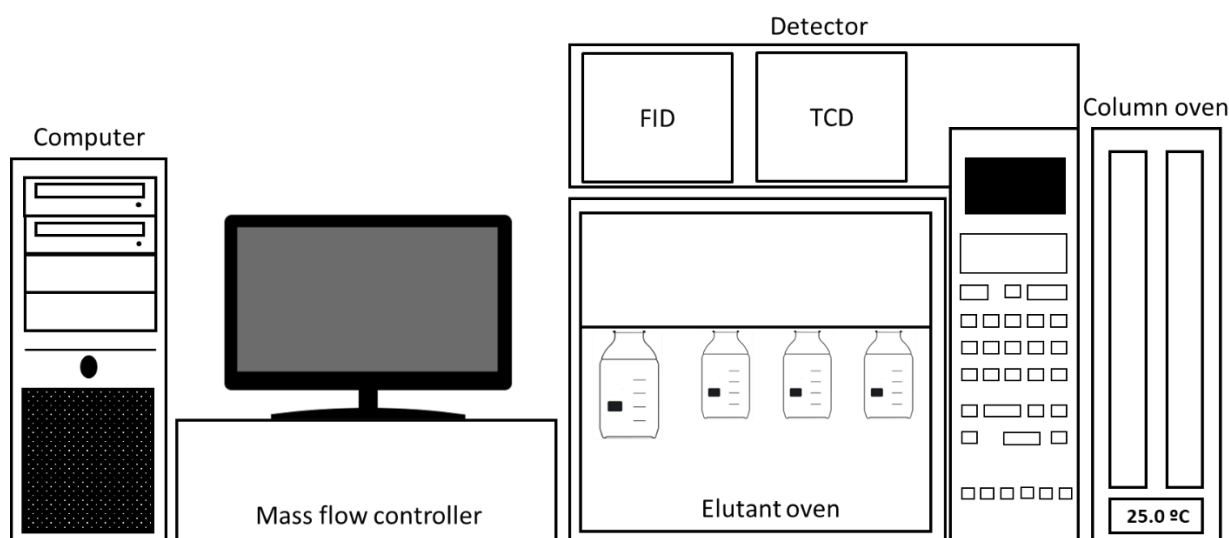 Detector
FID
TCD
Column oven
Computer
Mass flow controller
Elutant oven
25.0 ºC